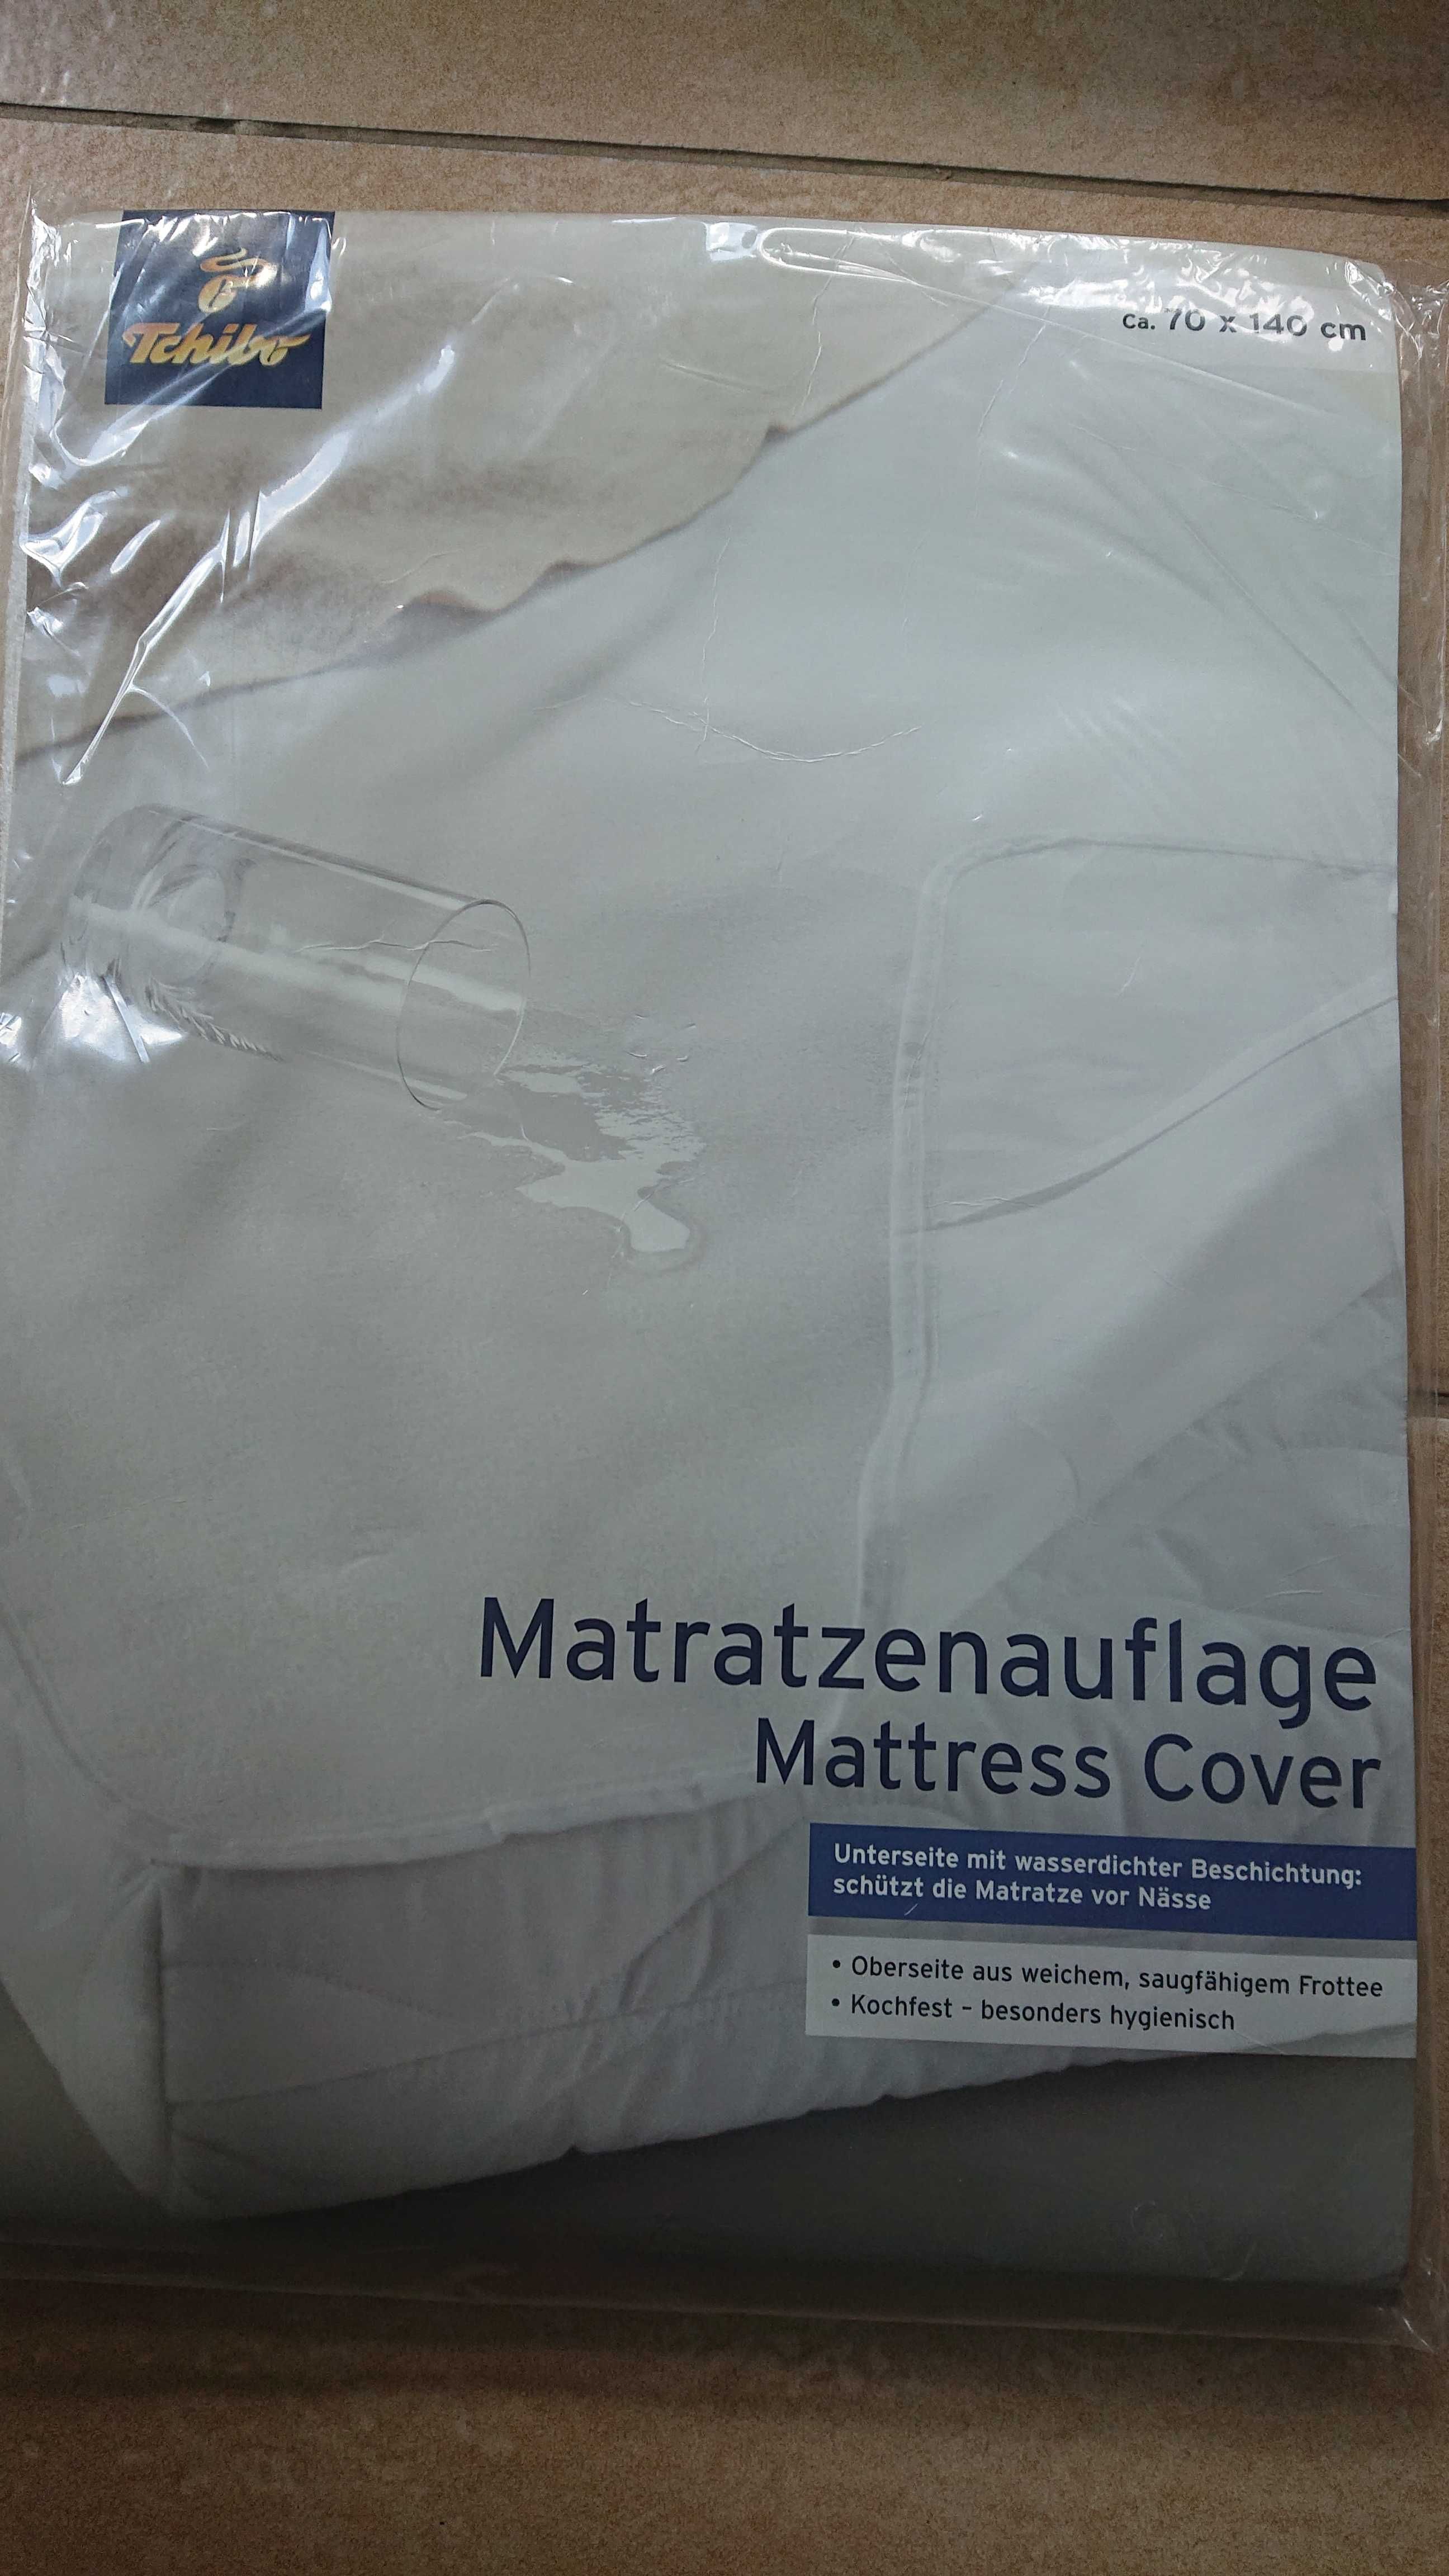 Tchibo
Ca. 70 x 140 cm
Matratzenauflage
Mattress Cover
Unterseite mit wasserdichter Beschichtung:
schützt die Matratze vor Nässe
• Oberseite aus weichem, saugfähigem Frottee
• Kochfest – besonders hygienisch